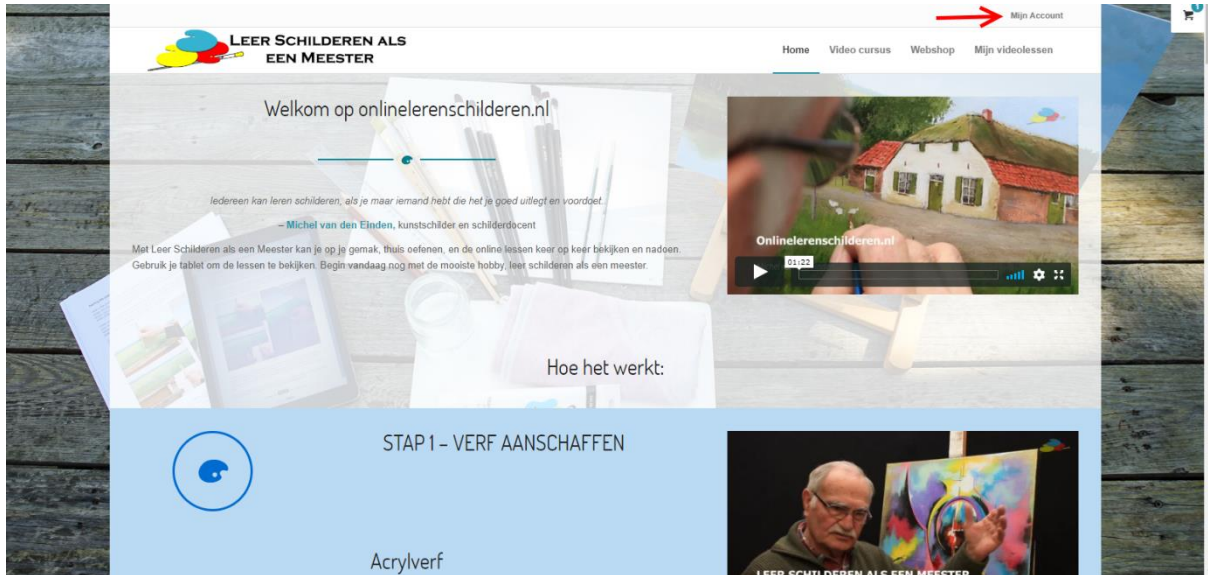 Mijn Account
1
LEER SCHILDEREN ALS
EEN MEESTER
Home Video cursus Webshop Mijn videolessen
Welkom op onlinelerenschilderen.nl
Iedereen kan leren schilderen, als je maar iemand hebt die het je goed uitlegt en voordoet.
– Michel van den Einden, kunstschilder en schilderdocent
Met Leer Schilderen als een Meester kan je op je gemak, thuis oefenen, en de online lessen keer op keer bekijken en nadoen.
Gebruik je tablet om de lessen te bekijken. Begin vandaag nog met de mooiste hobby, leer schilderen als een meester.
Onlinelerenschilderen.nl
01:22
Hoe het werkt:
STAP 1 – VERF AANSCHAFFEN
Acrylverf
LEER SCHILDEREN ALS EEN MEESTER